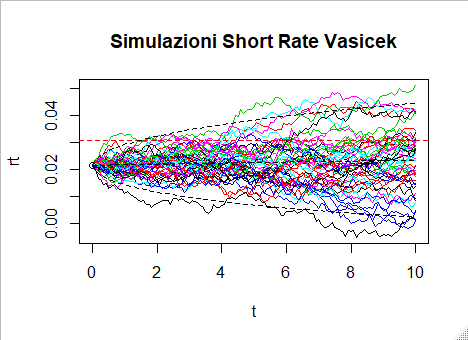 Simulazioni Short Rate Vasicek
rt
0.04
0.02
0.00
0 2 4 6 8 10
t